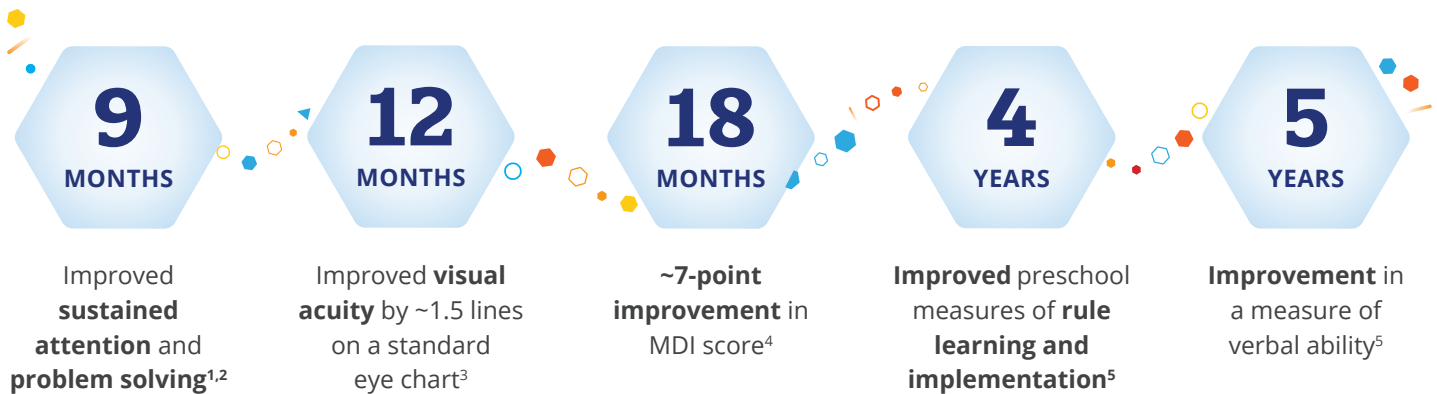 9
MONTHS
Improved
sustained
attention and
problem solving1,2
12
MONTHS
Improved visual
acuity by ~1.5 lines
on a standard
eye chart3
18
MONTHS
~7-point
improvement in
MDI score4
4
YEARS
Improved preschool
measures of rule
learning and
implementation5
5
YEARS
Improvement in
a measure of
verbal ability5